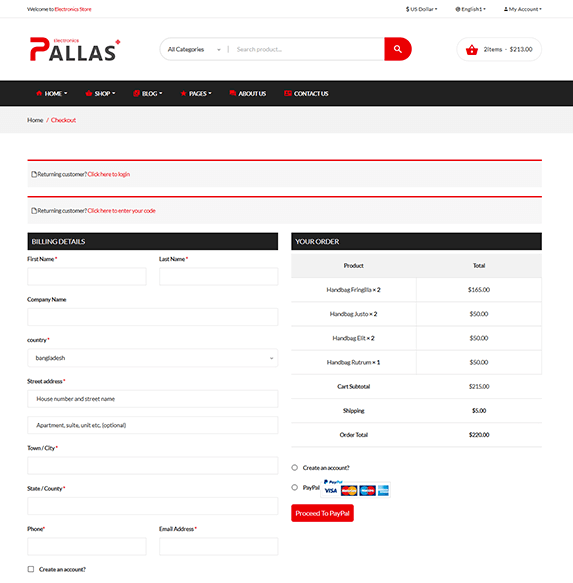 Welcome to Electronics Store
$ US Dollar
English1
My Account
electronics
PALLAS
All Categories
Search product...
2Items - $213.00
HOME
SHOP
BLOG
PAGES
ABOUT US
CONTACT US
Home / Checkout
Returning customer? Click here to login
Returning customer? Click here to enter your code
BILLING DETAILS
First Name *
Last Name *
Company Name
country *
bangladesh
Street address *
House number and street name
Apartment, suite, unit etc. (optional)
Town / City *
State / County *
Phone*
Email Address *
Create an account?
YOUR ORDER
Product Total
Handbag Fringilla × 2 $165.00
Handbag Justo × 2 $50.00
Handbag Elit × 2 $50.00
Handbag Rutrum × 1 $50.00
Cart Subtotal $215.00
Shipping $5.00
Order Total $220.00
Create an account?
PayPal
PayPal
VISA
Proceed To PayPal